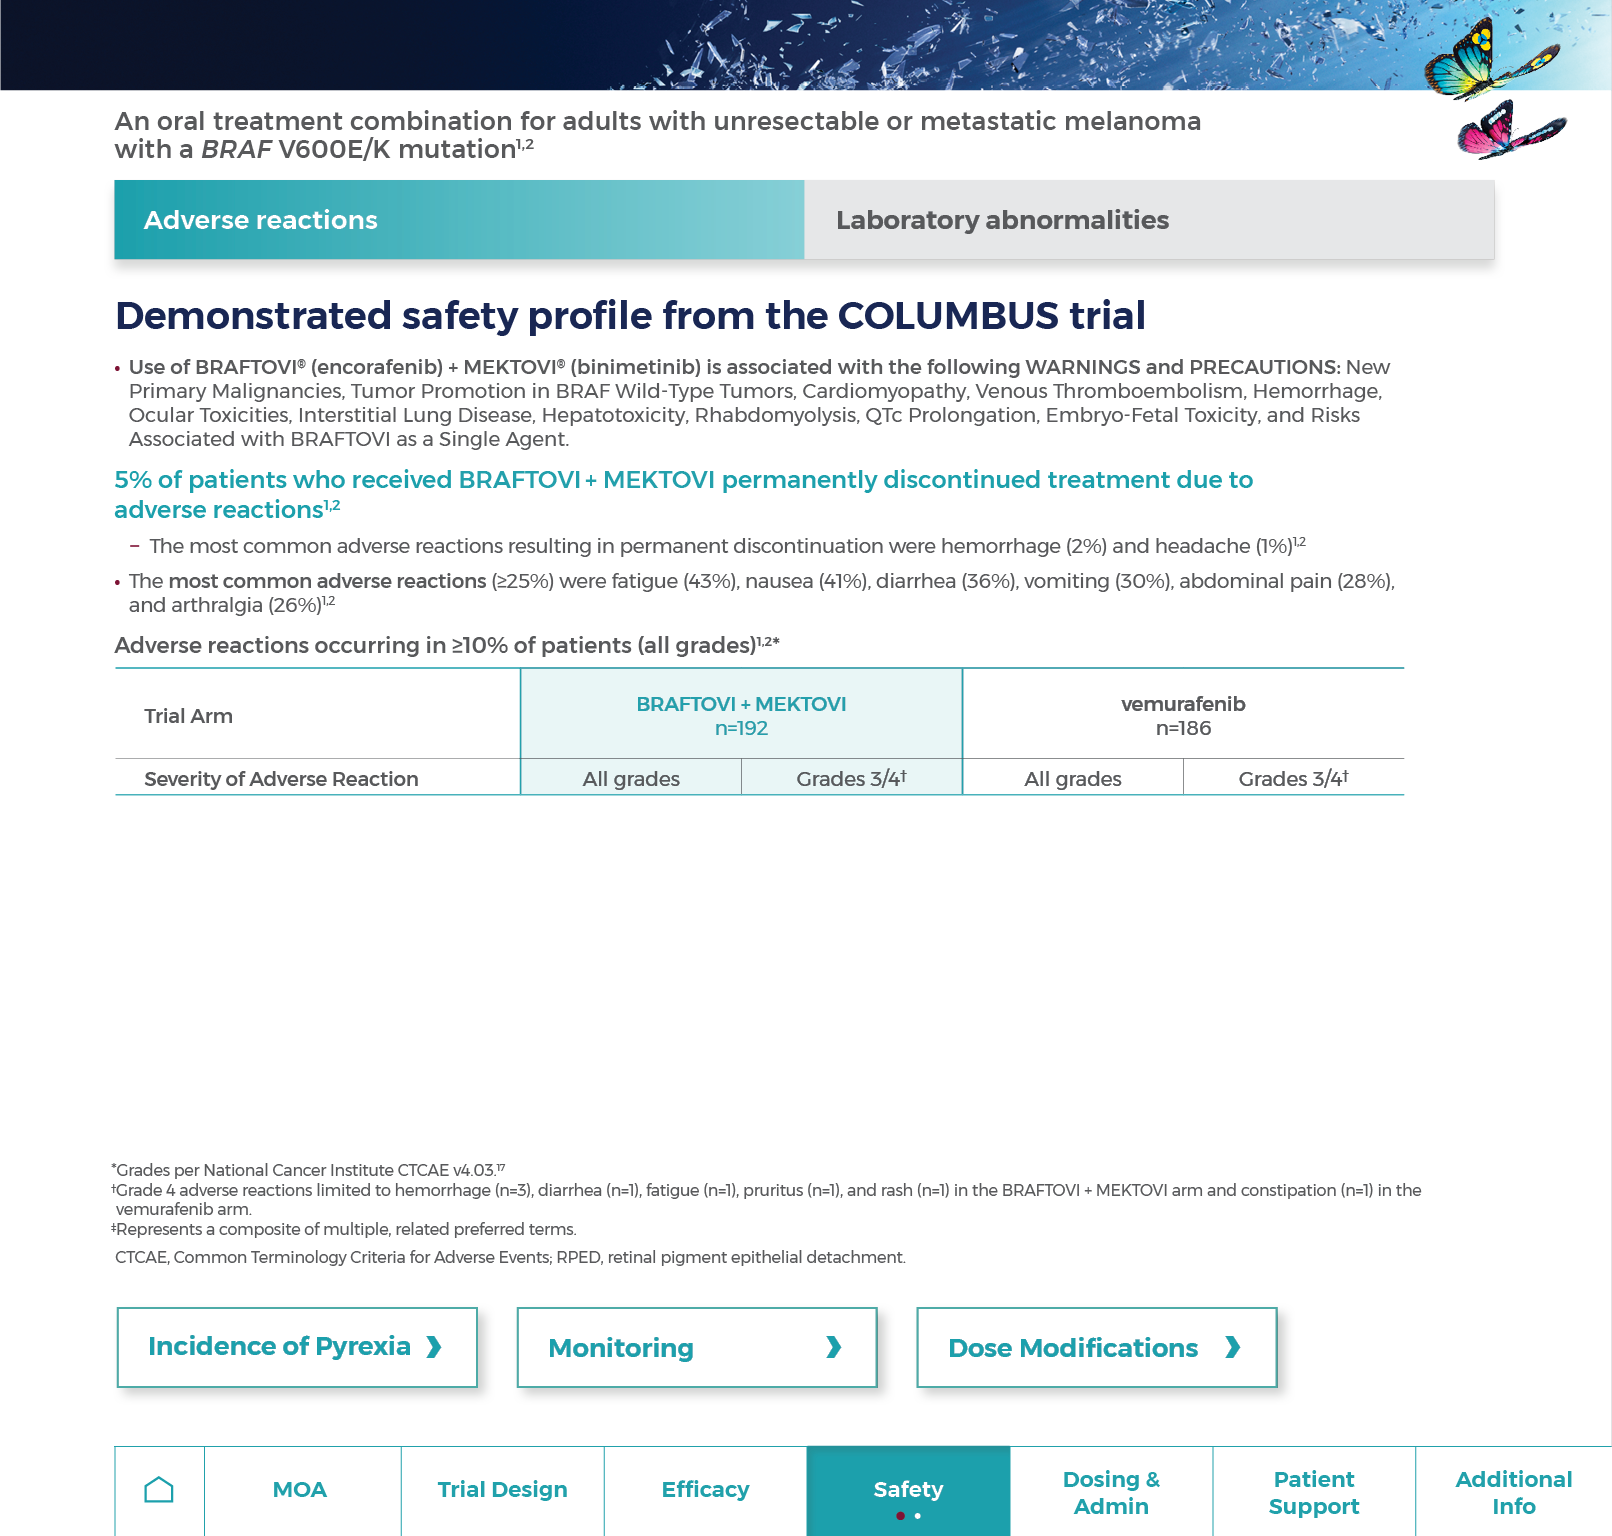 An oral treatment combination for adults with unresectable or metastatic melanoma
with a BRAF V600E/K mutation1,2
Adverse reactions
Laboratory abnormalities
Demonstrated safety profile from the COLUMBUS trial
• Use of BRAFTOVI® (encorafenib) + MEKTOVI® (binimetinib) is associated with the following WARNINGS and PRECAUTIONS: New
Primary Malignancies, Tumor Promotion in BRAF Wild-Type Tumors, Cardiomyopathy, Venous Thromboembolism, Hemorrhage,
Ocular Toxicities, Interstitial Lung Disease, Hepatotoxicity, Rhabdomyolysis, QTc Prolongation, Embryo-Fetal Toxicity, and Risks
Associated with BRAFTOVI as a Single Agent.
5% of patients who received BRAFTOVI + MEKTOVI permanently discontinued treatment due to
adverse reactions1,2
– The most common adverse reactions resulting in permanent discontinuation were hemorrhage (2%) and headache (1%)1,2
• The most common adverse reactions (≥25%) were fatigue (43%), nausea (41%), diarrhea (36%), vomiting (30%), abdominal pain (28%),
and arthralgia (26%)1,2
Adverse reactions occurring in ≥10% of patients (all grades)1,2*
Trial Arm
BRAFTOVI + MEKTOVI
n=192
vemurafenib
n=186
Severity of Adverse Reaction
All grades
Grades 3/4†
All grades
Grades 3/4†
*Grades per National Cancer Institute CTCAE v4.03.17
†Grade 4 adverse reactions limited to hemorrhage (n=3), diarrhea (n=1), fatigue (n=1), pruritus (n=1), and rash (n=1) in the BRAFTOVI + MEKTOVI arm and constipation (n=1) in the
vemurafenib arm.
‡Represents a composite of multiple, related preferred terms.
CTCAE, Common Terminology Criteria for Adverse Events; RPED, retinal pigment epithelial detachment.
Incidence of Pyrexia ❯
Monitoring ❯
Dose Modifications ❯
MOA
Trial Design
Efficacy
Safety
Dosing &
Admin
Patient
Support
Additional
Info